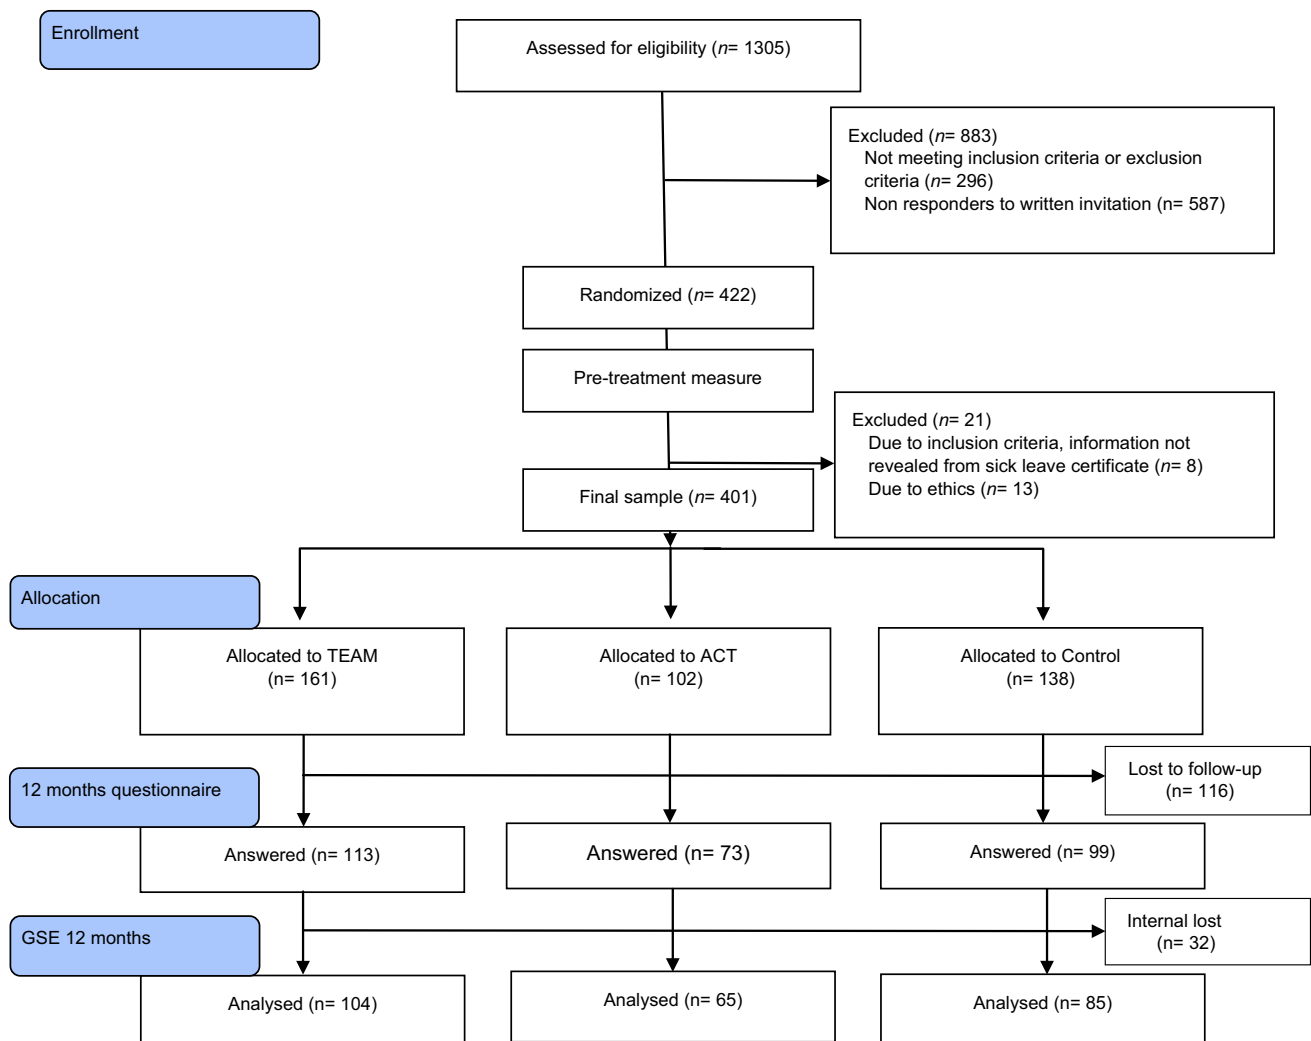 Enrollment
Assessed for eligibility (n= 1305)
Excluded (n= 883)
Not meeting inclusion criteria or exclusion
criteria (n= 296)
Non responders to written invitation (n= 587)
Randomized (n= 422)
Pre-treatment measure
Excluded (n= 21)
Due to inclusion criteria, information not
revealed from sick leave certificate (n= 8)
Due to ethics (n= 13)
Final sample (n= 401)
Allocation
Allocated to TEAM
(n= 161)
Allocated to ACT
(n= 102)
Allocated to Control
(n= 138)
Lost to follow-up
(n= 116)
12 months questionnaire
Answered (n= 113)
Answered (n= 73)
Answered (n= 99)
Internal lost
(n= 32)
GSE 12 months
Analysed (n= 104)
Analysed (n= 65)
Analysed (n= 85)